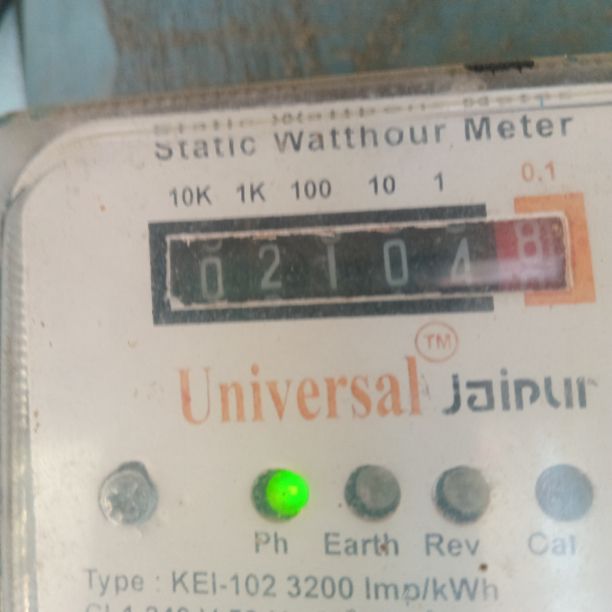 Static Watthour Meter
10K 1K 100 10 1 0.1
0 2 1 0 4 8
Universal TM Jaipur
Ph Earth Rev Cal
Type : KEI-102 3200 Imp/kWh